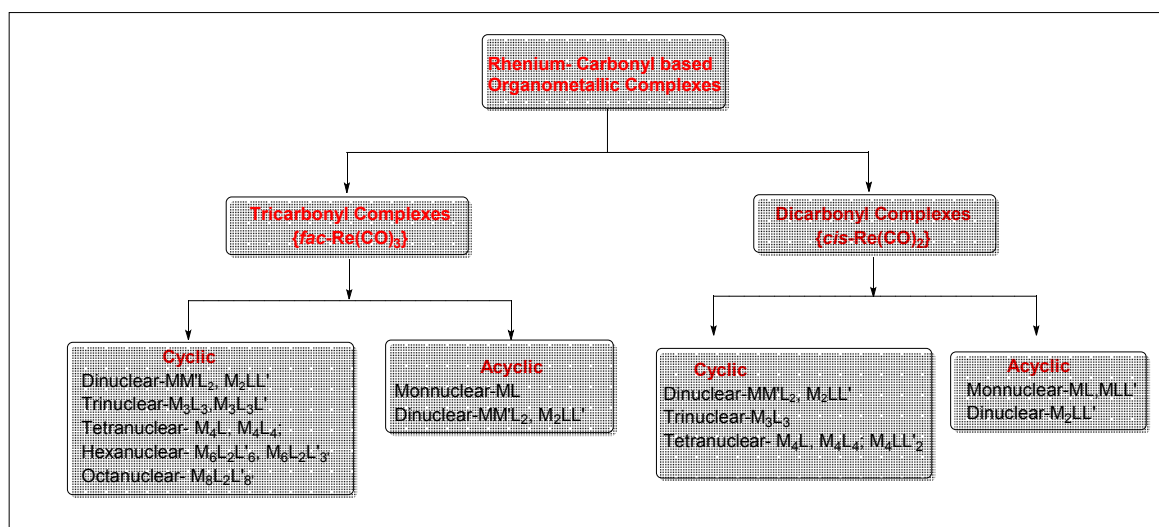 Rhenium- Carbonyl based
Organometallic Complexes
Tricarbonyl Complexes
{fac-Re(CO)₃}
Dicarbonyl Complexes
{cis-Re(CO)₂}
Cyclic
Dinuclear-MM'L₂, M₂LL'
Trinuclear-M₃L₃,M₃L₃L'
Tetranuclear- M₄L, M₄L₄;
Hexanuclear- M₆L₂L'₆, M₆L₂L'₃,
Octanuclear- M₈L₂L'₈,
Acyclic
Monnuclear-ML
Dinuclear-MM'L₂, M₂LL'
Cyclic
Dinuclear-MM'L₂, M₂LL'
Trinuclear-M₃L₃
Tetranuclear- M₄L, M₄L₄; M₄LL'₂
Acyclic
Monnuclear-ML,MLL'
Dinuclear-M₂LL'